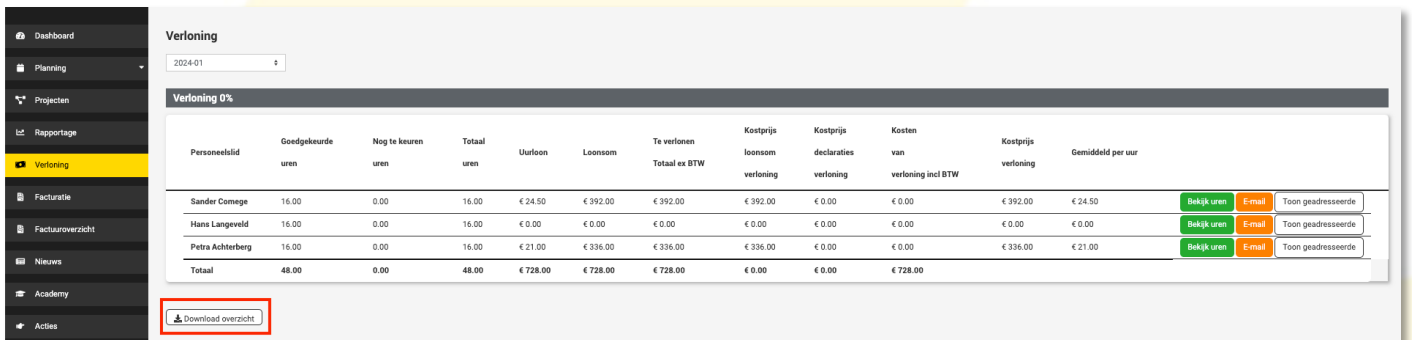 Dashboard
Planning
Projecten
Rapportage
Verloning
Facturatie
Factuuroverzicht
Nieuws
Academy
Acties
Verloning
2024-01
Verloning 0%
Personeelslid Goedgekeurde uren Nog te keuren uren Totaal uren Uurloon Loonsom Te verlonen Totaal ex BTW Kostprijs loonsom verloning Kostprijs declaraties verloning Kosten van verloning incl BTW Kostprijs verloning Gemiddeld per uur
Sander Comege 16.00 0.00 16.00 € 24.50 € 392.00 € 392.00 € 392.00 € 0.00 € 0.00 € 392.00 € 24.50 Bekijk uren E-mail Toon geadresseerde
Hans Langeveld 16.00 0.00 16.00 € 0.00 € 0.00 € 0.00 € 0.00 € 0.00 € 0.00 € 0.00 € 0.00 Bekijk uren E-mail Toon geadresseerde
Petra Achterberg 16.00 0.00 16.00 € 21.00 € 336.00 € 336.00 € 336.00 € 0.00 € 0.00 € 336.00 € 21.00 Bekijk uren E-mail Toon geadresseerde
Totaal 48.00 0.00 48.00 € 728.00 € 728.00 € 728.00 € 0.00 € 0.00 € 728.00
Download overzicht